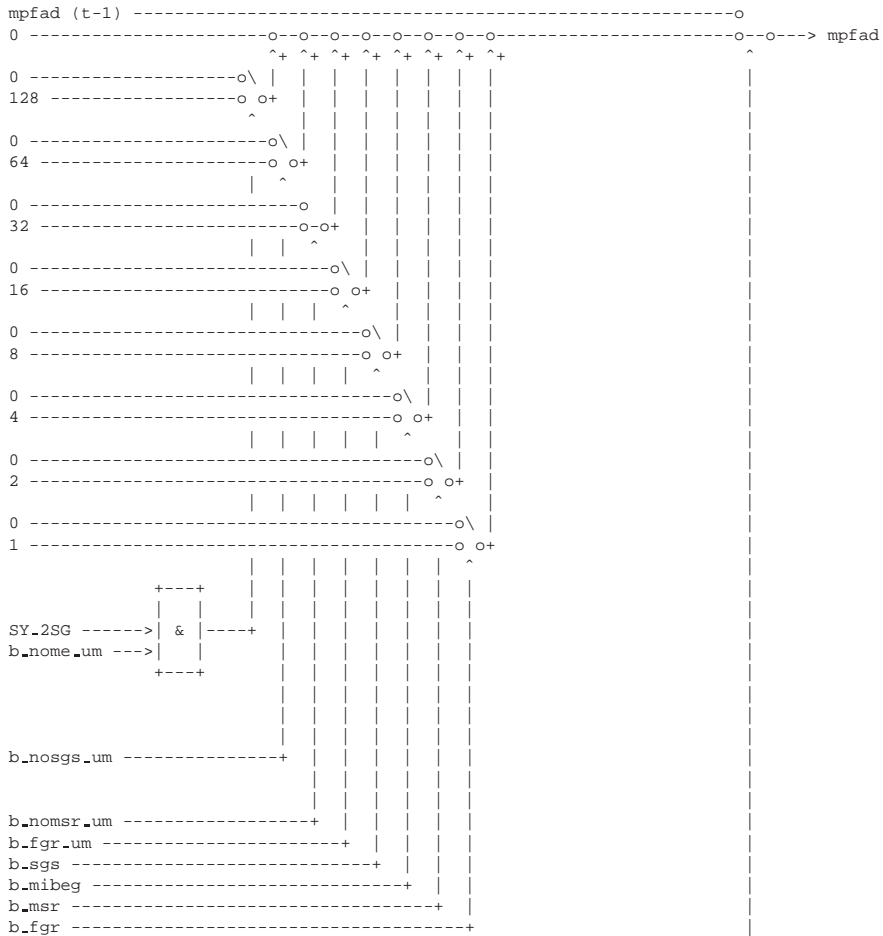 mpfad (t-1) ----------------------------------------------------------o
0 -----------------------o--o--o--o--o--o--o--o-----------------------o--o---> mpfad
^+ ^+ ^+ ^+ ^+ ^+ ^+ ^+ ^
0 --------------------o\ | | | | | | | | |
128 ------------------o o+ | | | | | | | |
^ | | | | | | | |
0 -----------------------o\ | | | | | | | |
64 ----------------------o o+ | | | | | | |
| ^ | | | | | | |
0 --------------------------o | | | | | | |
32 -------------------------o-o+ | | | | | |
| | ^ | | | | | |
0 -----------------------------o\ | | | | | |
16 ----------------------------o o+ | | | | |
| | | ^ | | | | |
0 --------------------------------o\ | | | | |
8 --------------------------------o o+ | | | |
| | | | ^ | | | |
0 -----------------------------------o\ | | | |
4 -----------------------------------o o+ | | |
| | | | | ^ | | |
0 --------------------------------------o\ | | |
2 --------------------------------------o o+ | |
| | | | | | ^ | |
0 -----------------------------------------o\ | |
1 -----------------------------------------o o+ |
| | | | | | | ^ |
+---+ | | | | | | | | |
| | | | | | | | | | |
SY_2SG ------>| & |----+ | | | | | | | |
b_nome_um --->| | | | | | | | | |
+---+ | | | | | | | |
| | | | | | | |
| | | | | | | |
| | | | | | | |
b_nosgs_um ---------------+ | | | | | | |
| | | | | | |
| | | | | | |
b_nomsr_um ------------------+ | | | | | |
b_fgr_um ------------------------+ | | | | |
b_sgs -----------------------------+ | | | |
b_mibeg ------------------------------+ | | |
b_msr -----------------------------------+ | |
b_fgr --------------------------------------+ |